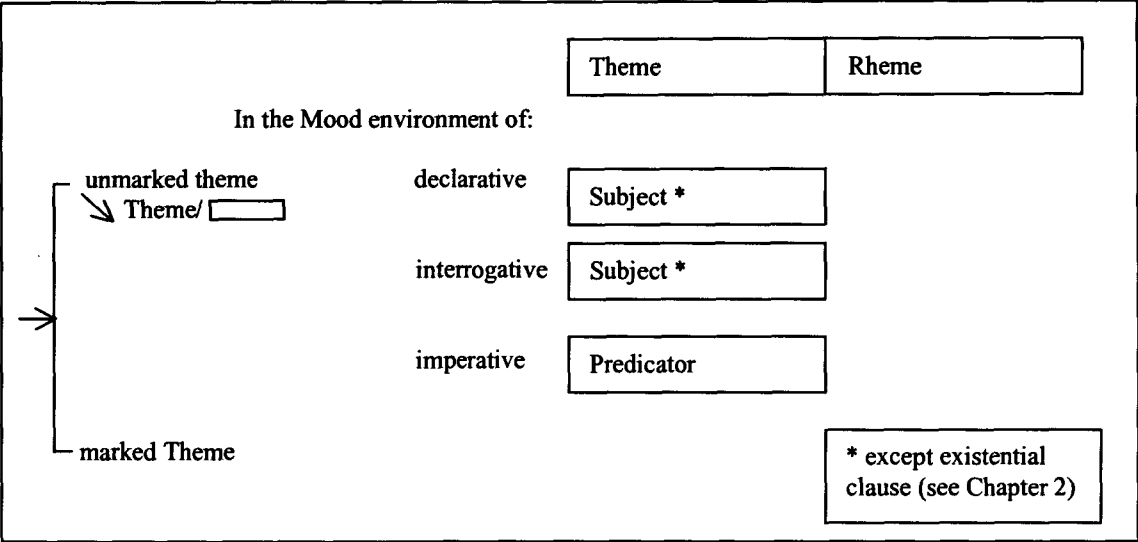 Theme Rheme
In the Mood environment of:
unmarked theme declarative Subject *
Theme/
interrogative Subject *
imperative Predicator
marked Theme
* except existential
clause (see Chapter 2)